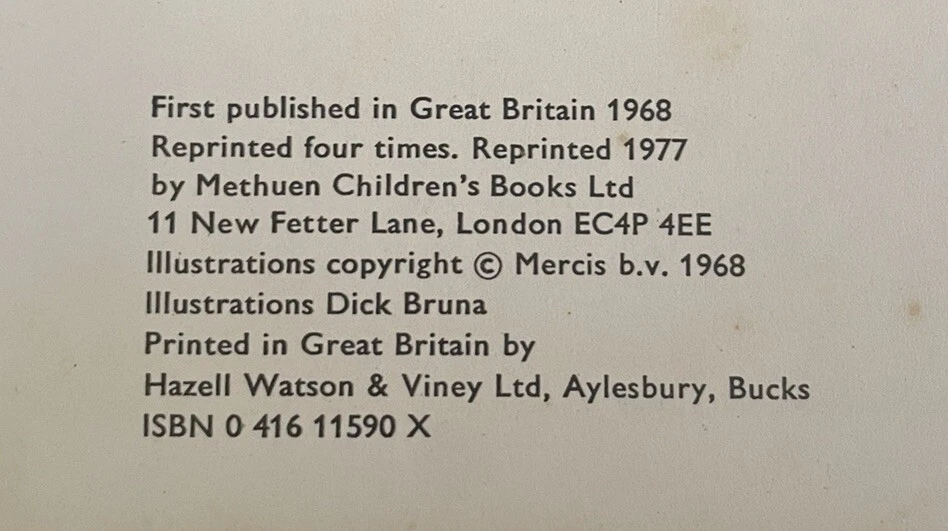 First published in Great Britain 1968
Reprinted four times. Reprinted 1977
by Methuen Children's Books Ltd
11 New Fetter Lane, London EC4P 4EE
Illustrations copyright © Mercis b.v. 1968
Illustrations Dick Bruna
Printed in Great Britain by
Hazell Watson & Viney Ltd, Aylesbury, Bucks
ISBN 0 416 11590 X